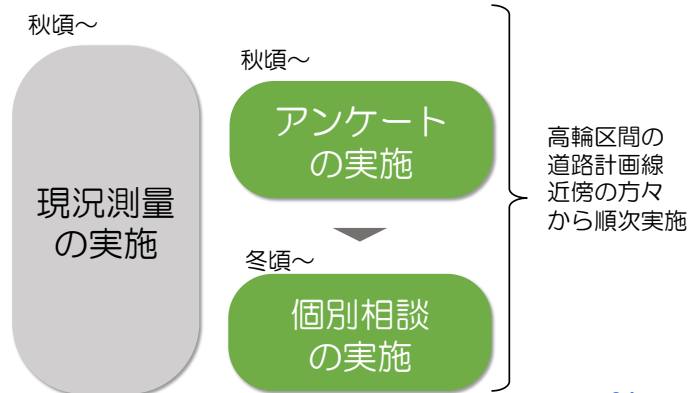 秋頃～
現況測量
の実施
秋頃～
アンケート
の実施
冬頃～
個別相談
の実施
高輪区間の
道路計画線
近傍の方々
から順次実施